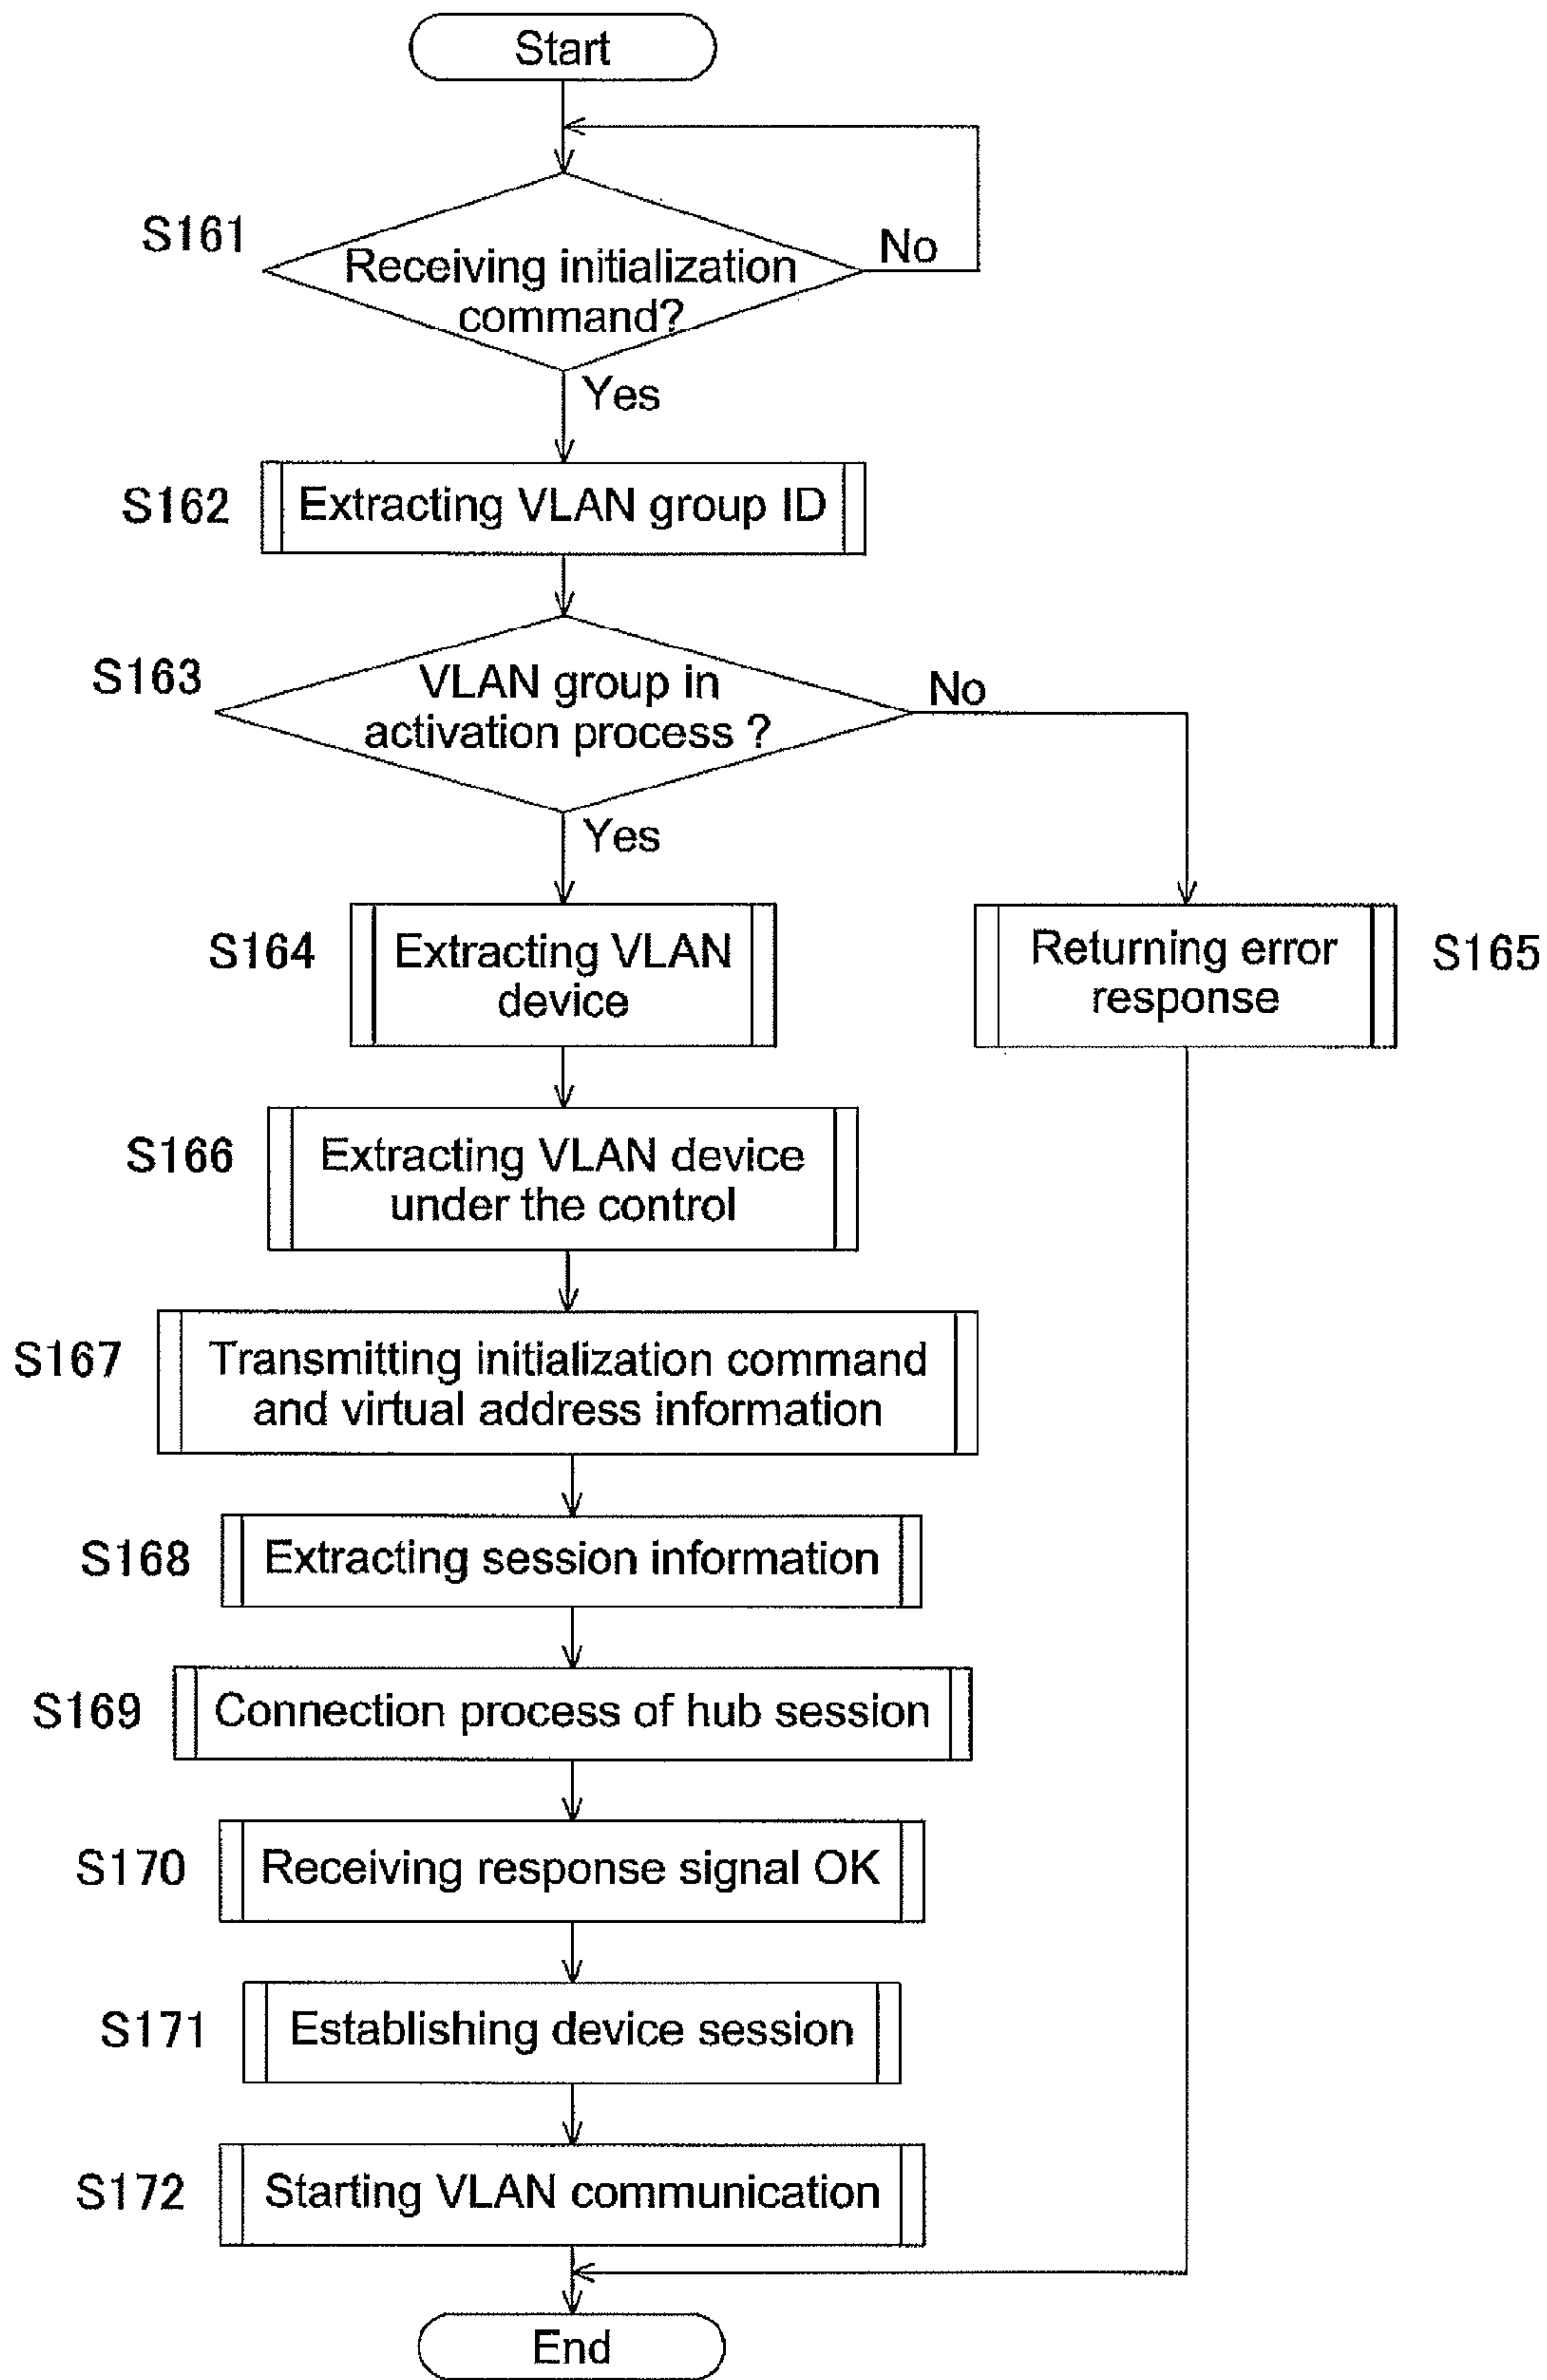 Start
S161
Receiving initialization
command?
No
Yes
S162
Extracting VLAN group ID
S163
VLAN group in
activation process ?
No
Yes
S164
Extracting VLAN
device
Returning error
response
S165
S166
Extracting VLAN device
under the control
S167
Transmitting initialization command
and virtual address information
S168
Extracting session information
S169
Connection process of hub session
S170
Receiving response signal OK
S171
Establishing device session
S172
Starting VLAN communication
End